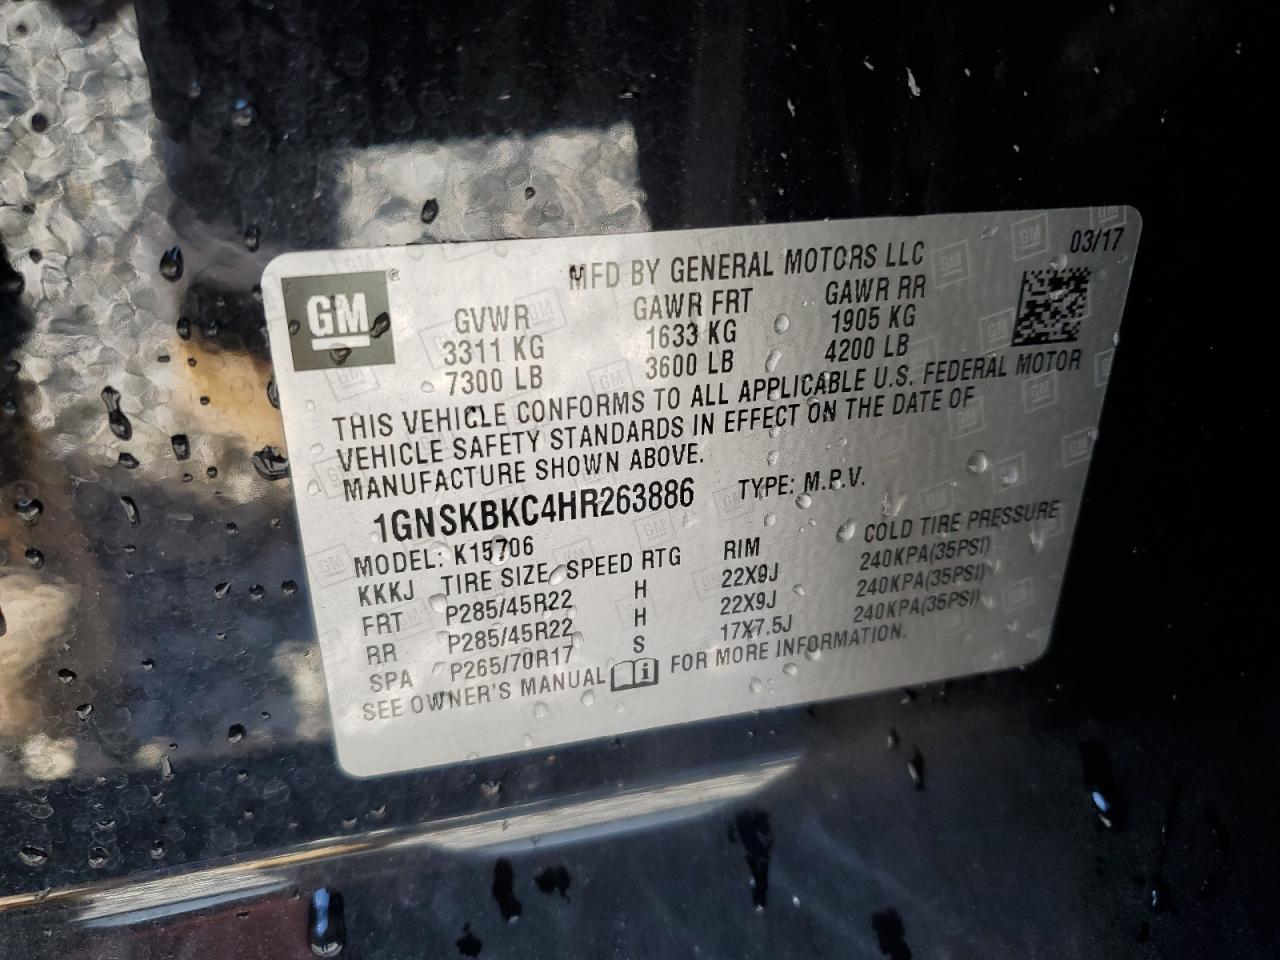 MFD BY GENERAL MOTORS LLC
03/17
GM
®
GVWR GAWR FRT GAWR RR
3311 KG 1633 KG 1905 KG
7300 LB 3600 LB 4200 LB
THIS VEHICLE CONFORMS TO ALL APPLICABLE U.S. FEDERAL MOTOR
VEHICLE SAFETY STANDARDS IN EFFECT ON THE DATE OF
MANUFACTURE SHOWN ABOVE.
1GNSKBKC4HR263886 TYPE: M.P.V.
MODEL: K15706
KKKJ TIRE SIZE SPEED RTG RIM COLD TIRE PRESSURE
FRT P285/45R22 H 22X9J 240KPA(35PSI)
RR P285/45R22 H 22X9J 240KPA(35PSI)
SPA P265/70R17 S 17X7.5J 240KPA(35PSI)
SEE OWNER'S MANUAL i FOR MORE INFORMATION.